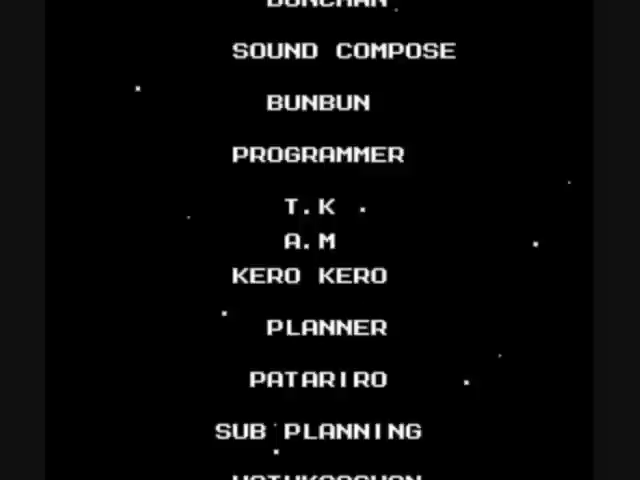 SOUND COMPOSE
BUNBUN
PROGRAMMER
T.K
A.M
KERO KERO
PLANNER
PATARIRO
SUB PLANNING